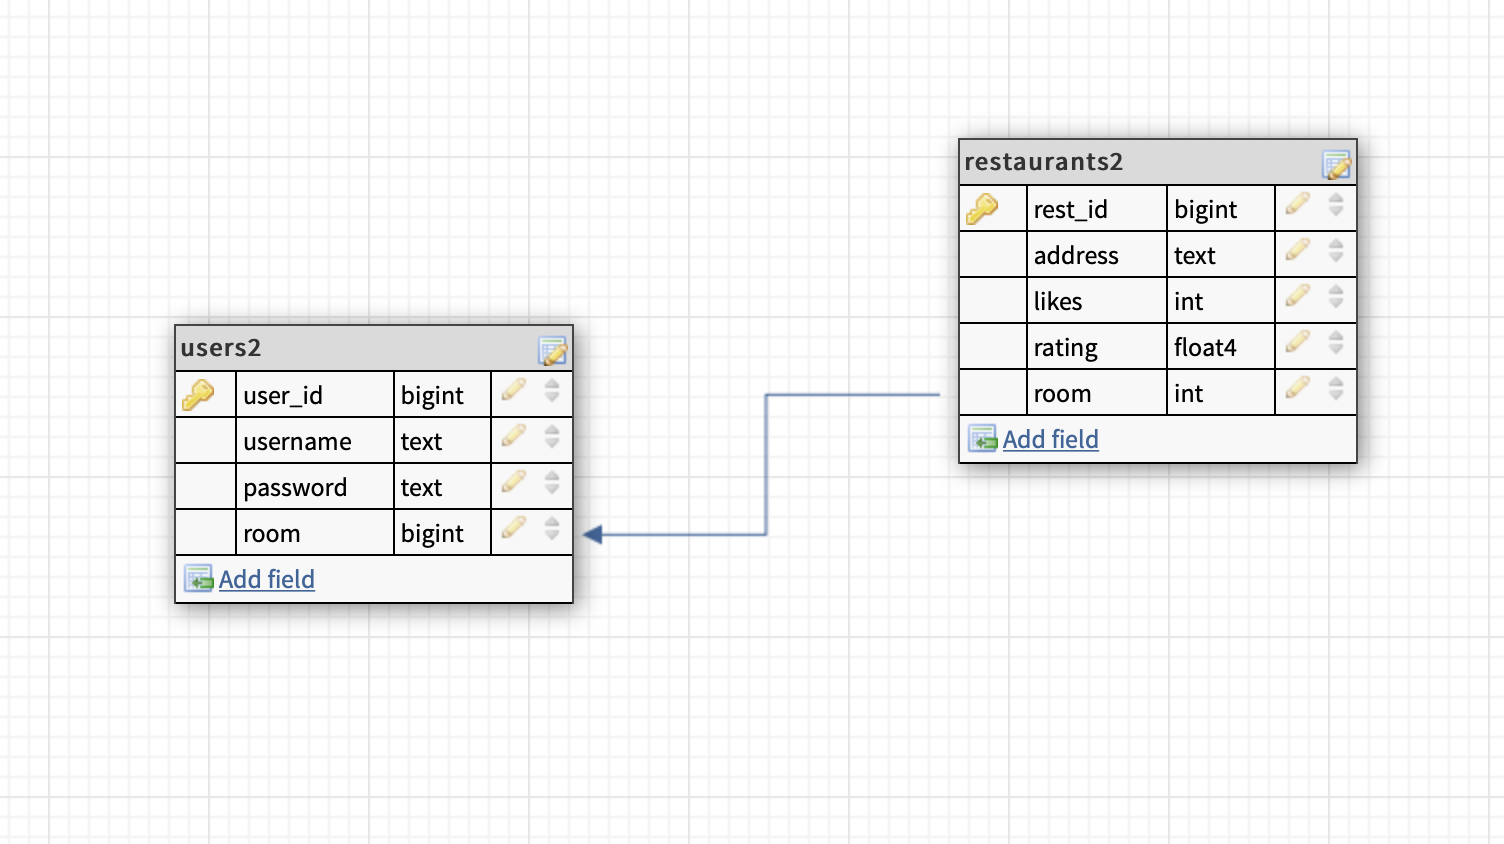 restaurants2
rest_id bigint
address text
likes int
rating float4
room int
Add field
users2
user_id bigint
username text
password text
room bigint
Add field